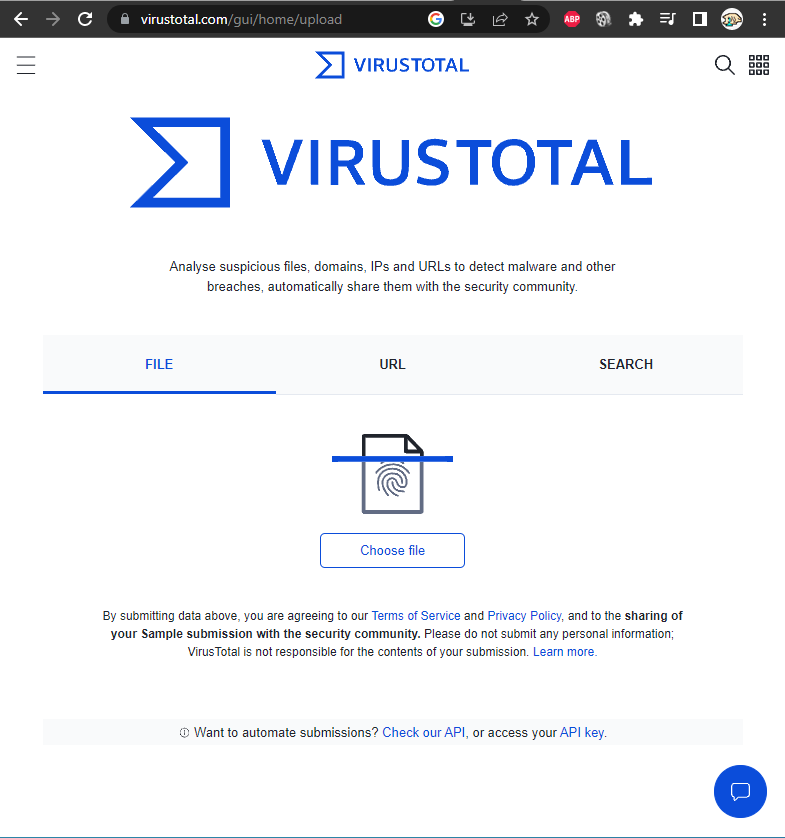 virustotal.com/gui/home/upload
ABP
VIRUSTOTAL
VIRUSTOTAL
Analyse suspicious files, domains, IPs and URLs to detect malware and other
breaches, automatically share them with the security community.
FILE
URL
SEARCH
Choose file
By submitting data above, you are agreeing to our Terms of Service and Privacy Policy, and to the sharing of
your Sample submission with the security community. Please do not submit any personal information;
VirusTotal is not responsible for the contents of your submission. Learn more.
Want to automate submissions? Check our API, or access your API key.